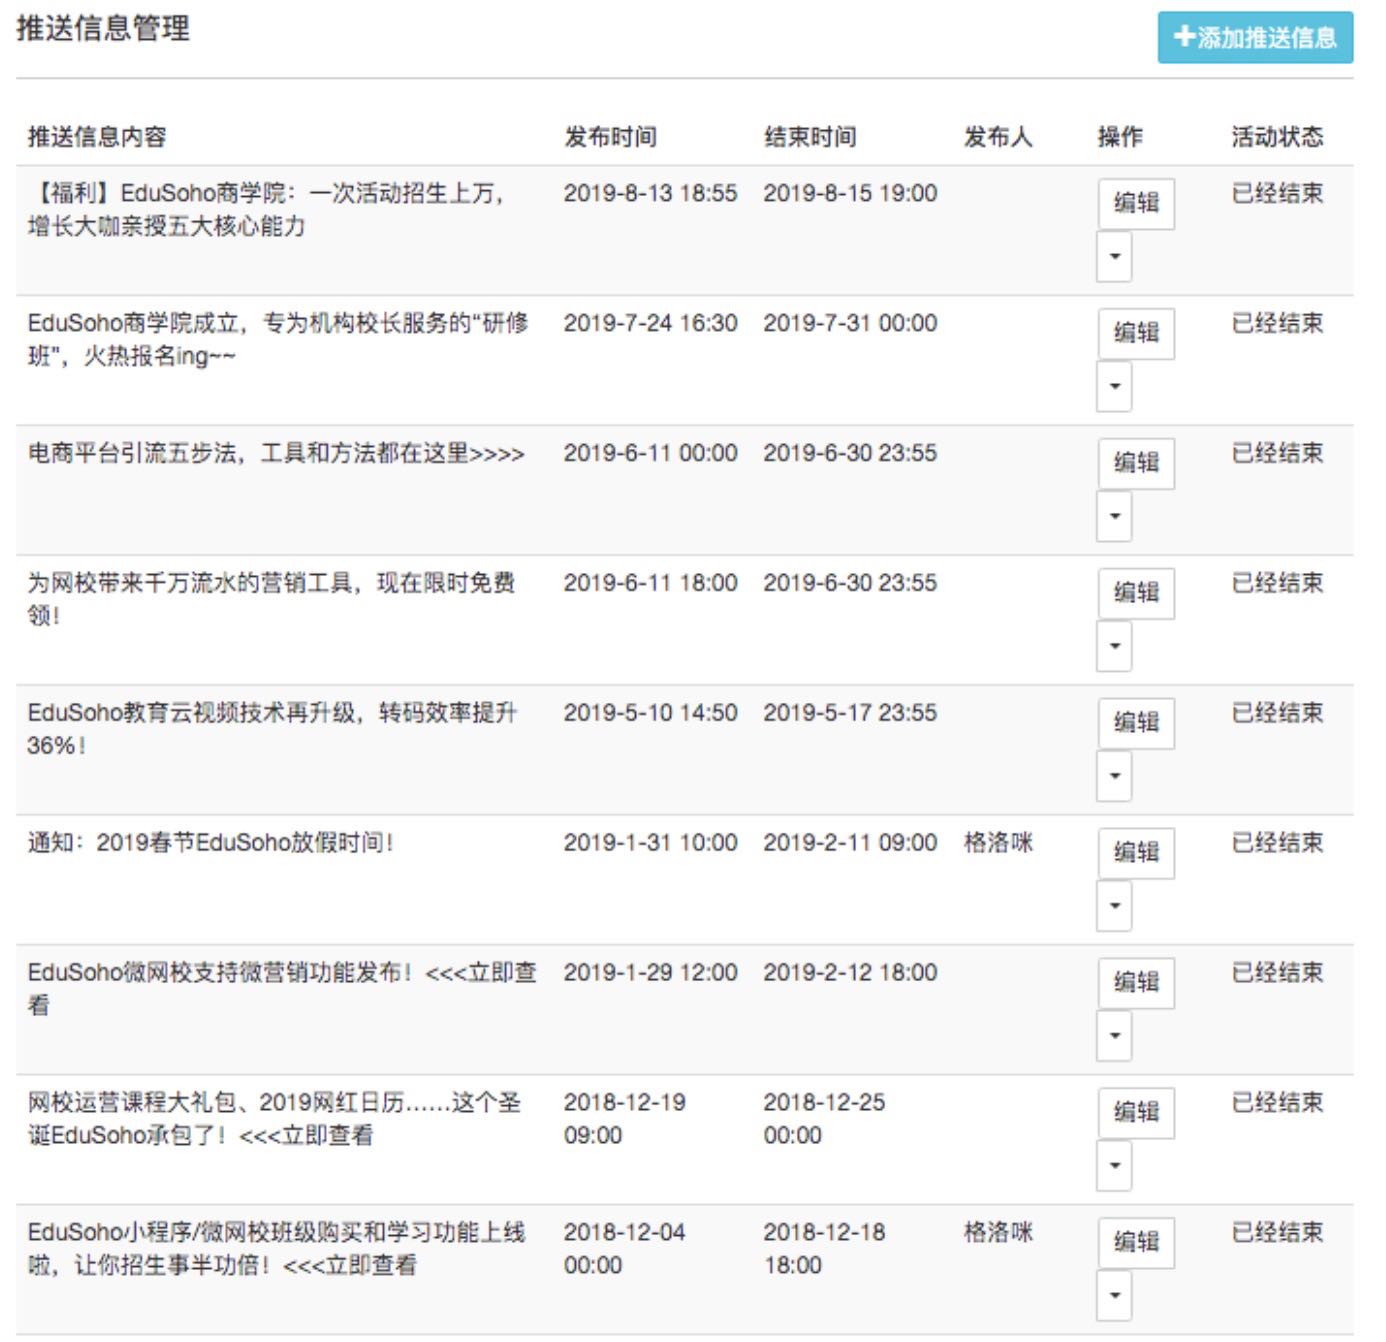 推送信息管理
+添加推送信息
推送信息内容 发布时间 结束时间 发布人 操作 活动状态
【福利】EduSoho商学院：一次活动招生上万， 2019-8-13 18:55 2019-8-15 19:00 编辑 已经结束
增长大咖亲授五大核心能力
EduSoho商学院成立，专为机构校长服务的“研修 2019-7-24 16:30 2019-7-31 00:00 编辑 已经结束
班"，火热报名ing~~
电商平台引流五步法，工具和方法都在这里>>>> 2019-6-11 00:00 2019-6-30 23:55 编辑 已经结束
为网校带来千万流水的营销工具，现在限时免费 2019-6-11 18:00 2019-6-30 23:55 编辑 已经结束
领！
EduSoho教育云视频技术再升级，转码效率提升 2019-5-10 14:50 2019-5-17 23:55 编辑 已经结束
36%！
通知：2019春节EduSoho放假时间！ 2019-1-31 10:00 2019-2-11 09:00 格洛咪 编辑 已经结束
EduSoho微网校支持微营销功能发布！<<<立即查 2019-1-29 12:00 2019-2-12 18:00 编辑 已经结束
看
网校运营课程大礼包、2019网红日历……这个圣 2018-12-19 2018-12-25 编辑 已经结束
诞EduSoho承包了！<<<立即查看 09:00 00:00
EduSoho小程序/微网校班级购买和学习功能上线 2018-12-04 2018-12-18 格洛咪 编辑 已经结束
啦，让你招生事半功倍！<<<立即查看 00:00 18:00